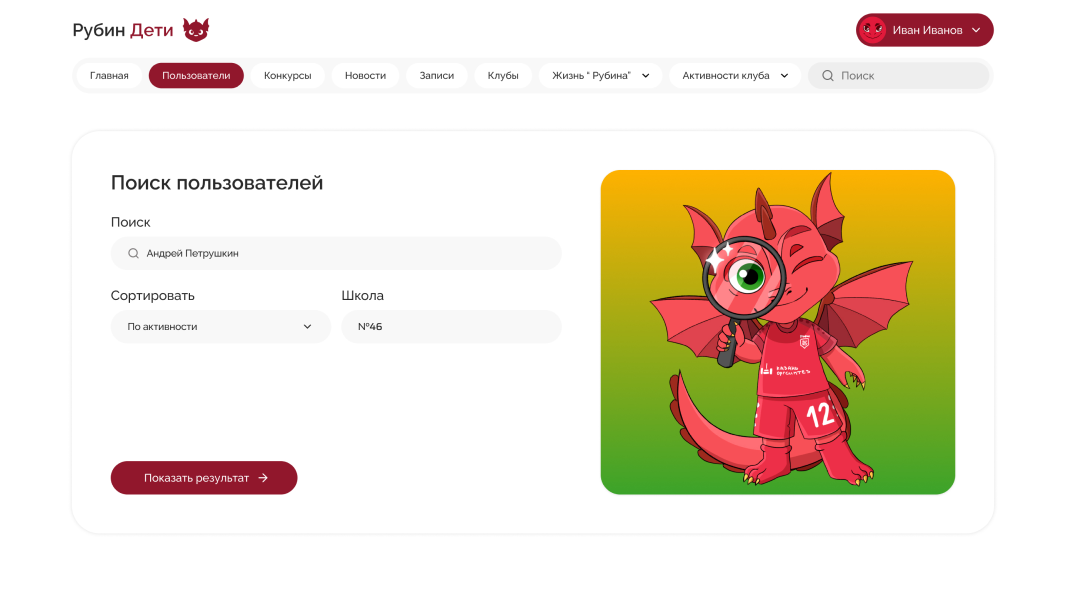 Рубин Дети
Иван Иванов
Главная
Пользователи
Конкурсы
Новости
Записи
Клубы
Жизнь " Рубина"
Активности клуба
Поиск
Поиск пользователей
Поиск
Андрей Петрушкин
Сортировать
Школа
По активности
№46
Показать результат
12